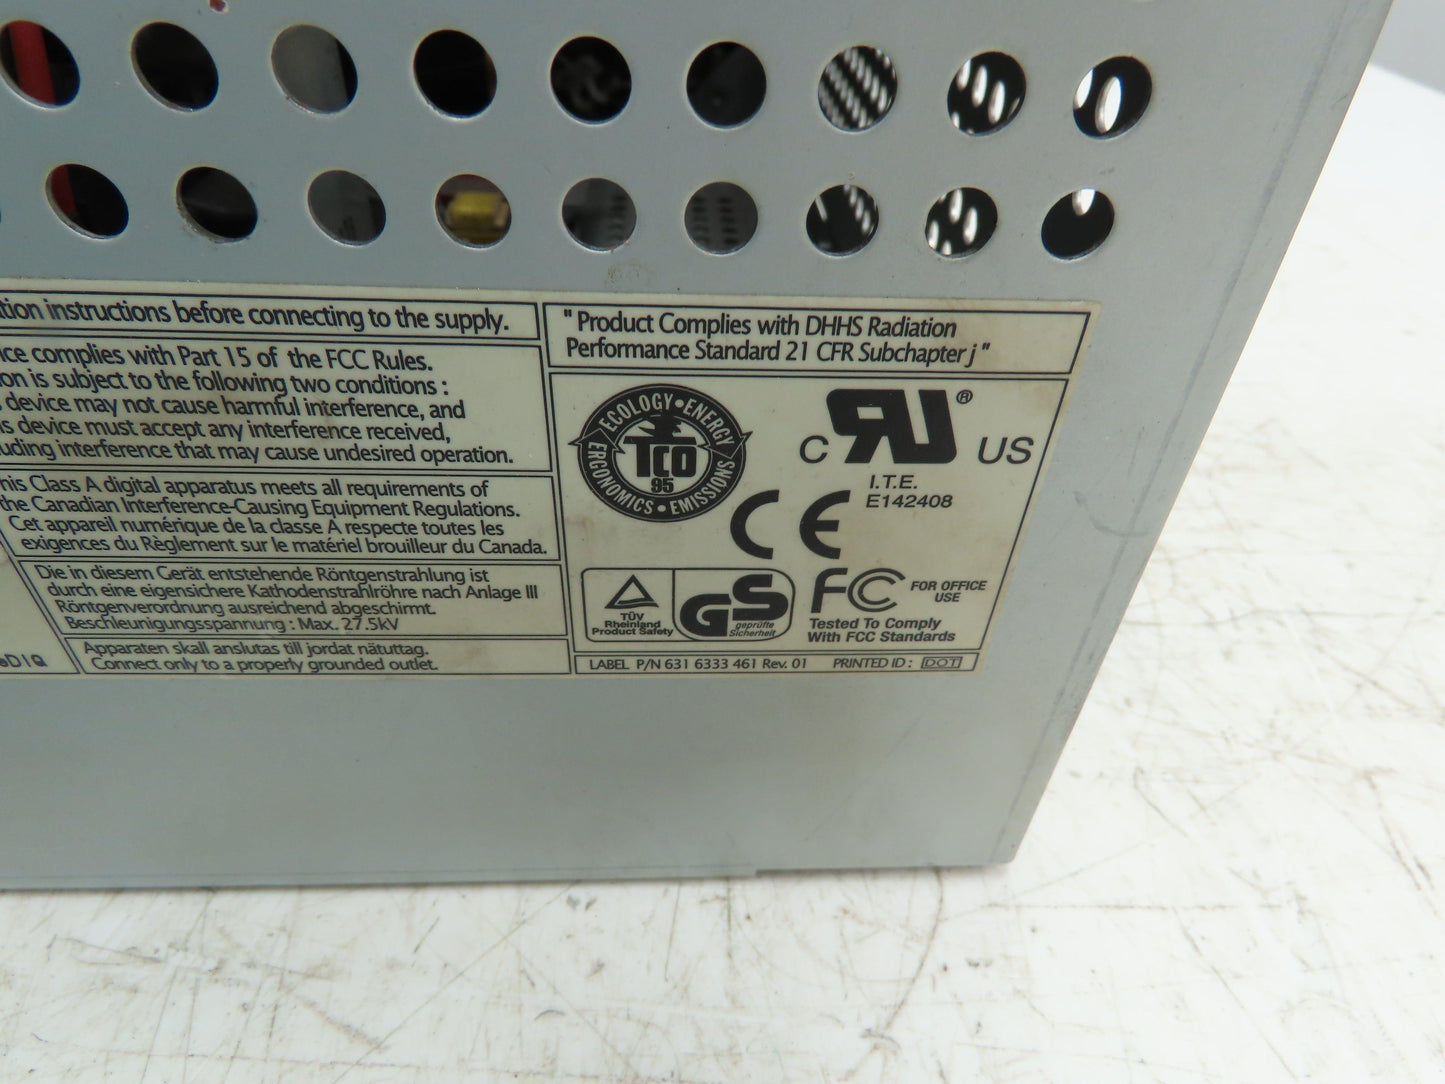 tion instructions before connecting to the supply.
ice complies with Part 15 of the FCC Rules.
on is subject to the following two conditions :
device may not cause harmful interference, and
is device must accept any interference received,
uding interference that may cause undesired operation.
his Class A digital apparatus meets all requirements of
the Canadian Interference-Causing Equipment Regulations.
Cet appareil numérique de la classe A respecte toutes les
exigences du Règlement sur le matériel brouilleur du Canada.
Die in diesem Gerät entstehende Röntgenstrahlung ist
durch eine eigensichere Kathodenstrahlröhre nach Anlage III
Röntgenverordnung ausreichend abgeschirmt.
Beschleunigungsspannung : Max. 27.5kV
Apparaten skall anslutas till jordat nätuttag.
Connect only to a properly grounded outlet.
"Product Complies with DHHS Radiation
Performance Standard 21 CFR Subchapter j"
ECOLOGY • ENERGY
ERGONOMICS • EMISSIONS
TCO
95
C RU ® US
I.T.E.
E142408
CE
TÜV
Rheinland
Product Safety
GS
geprüfte
Sicherheit
FC FOR OFFICE
USE
Tested To Comply
With FCC Standards
LABEL P/N 631 6333 461 Rev. 01 PRINTED ID : DOT